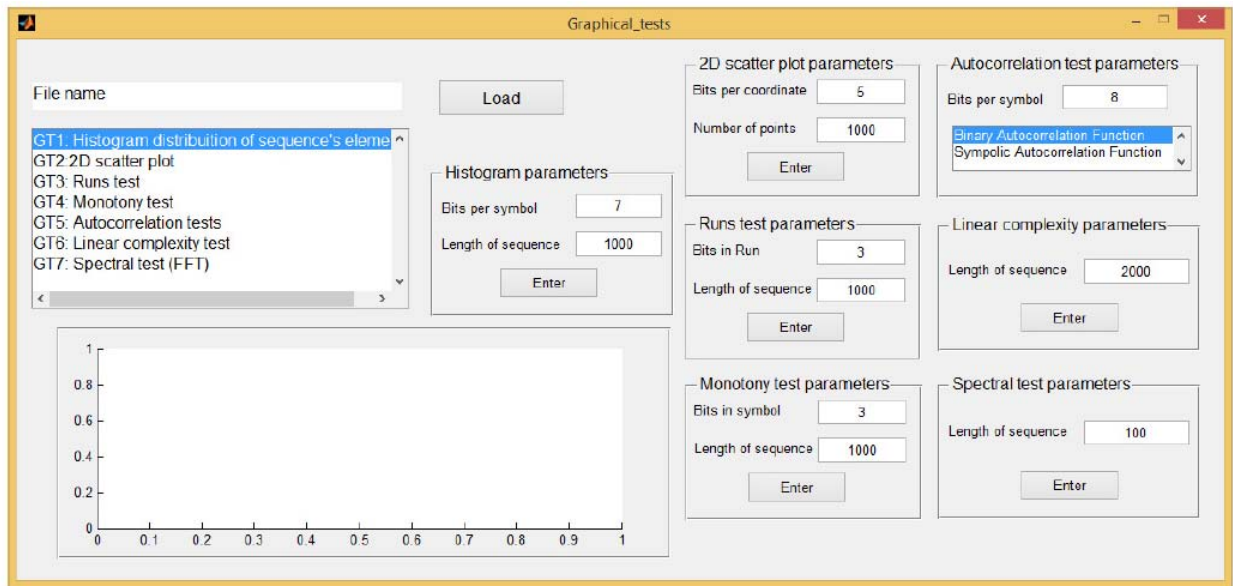 Graphical_tests
File name
Load
GT1: Histogram distribuition of sequence's eleme
GT2:2D scatter plot
GT3: Runs test
GT4: Monotony test
GT5: Autocorrelation tests
GT6: Linear complexity test
GT7: Spectral test (FFT)
Histogram parameters
Bits per symbol 7
Length of sequence 1000
Enter
2D scatter plot parameters
Bits per coordinate 5
Number of points 1000
Enter
Autocorrelation test parameters
Bits per symbol 8
Binary Autocorrelation Function
Sympolic Autocorrelation Function
Runs test parameters
Bits in Run 3
Length of sequence 1000
Enter
Linear complexity parameters
Length of sequence 2000
Enter
Monotony test parameters
Bits in symbol 3
Length of sequence 1000
Enter
Spectral test parameters
Length of sequence 100
Enter
1
0.8
0.6
0.4
0.2
0
0 0.1 0.2 0.3 0.4 0.5 0.6 0.7 0.8 0.9 1